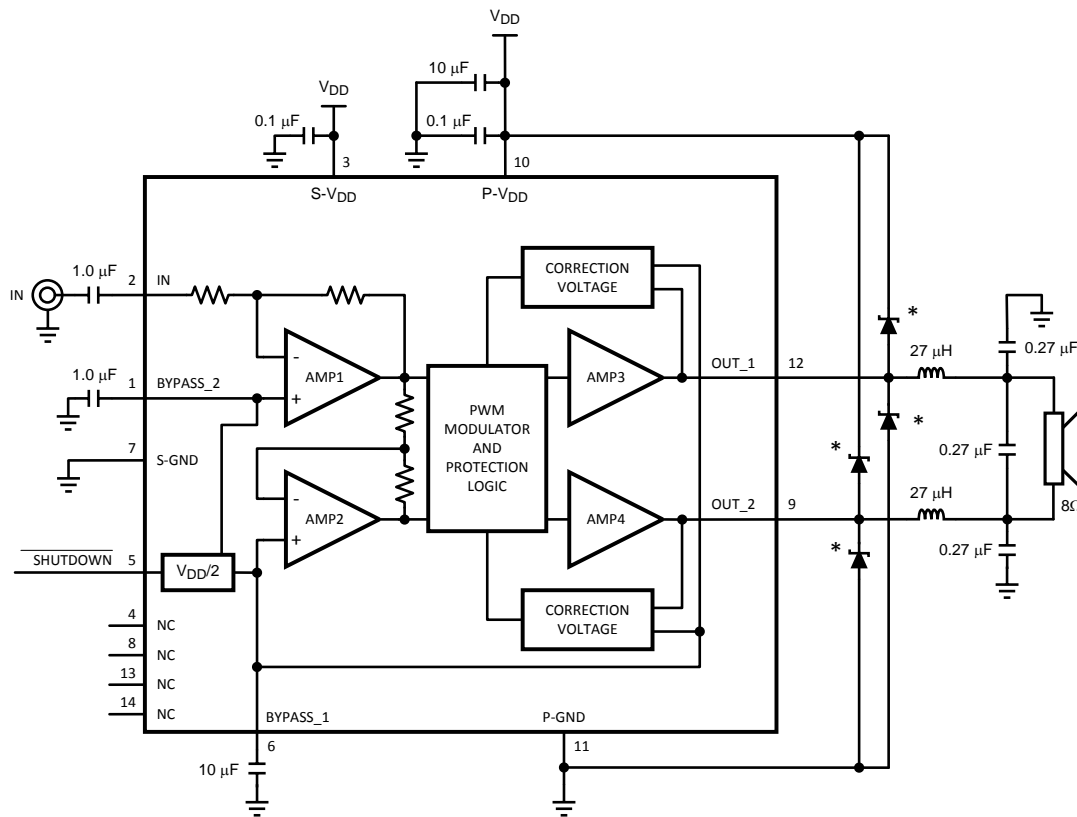 VDD
10 μF
VDD
0.1 μF
0.1 μF
3
10
S-VDD
P-VDD
1.0 μF
2
IN
IN
CORRECTION
VOLTAGE
*
27 μH
0.27 μF
1.0 μF
1
BYPASS_2
-
+
AMP1
AMP3
OUT_1
12
PWM
MODULATOR
AND
PROTECTION
LOGIC
*
7
S-GND
*
0.27 μF
-
+
AMP2
AMP4
OUT_2
9
27 μH
8Ω
SHUTDOWN
5
VDD/2
*
0.27 μF
CORRECTION
VOLTAGE
4
NC
8
NC
13
NC
14
NC
BYPASS_1
P-GND
6
11
10 μF